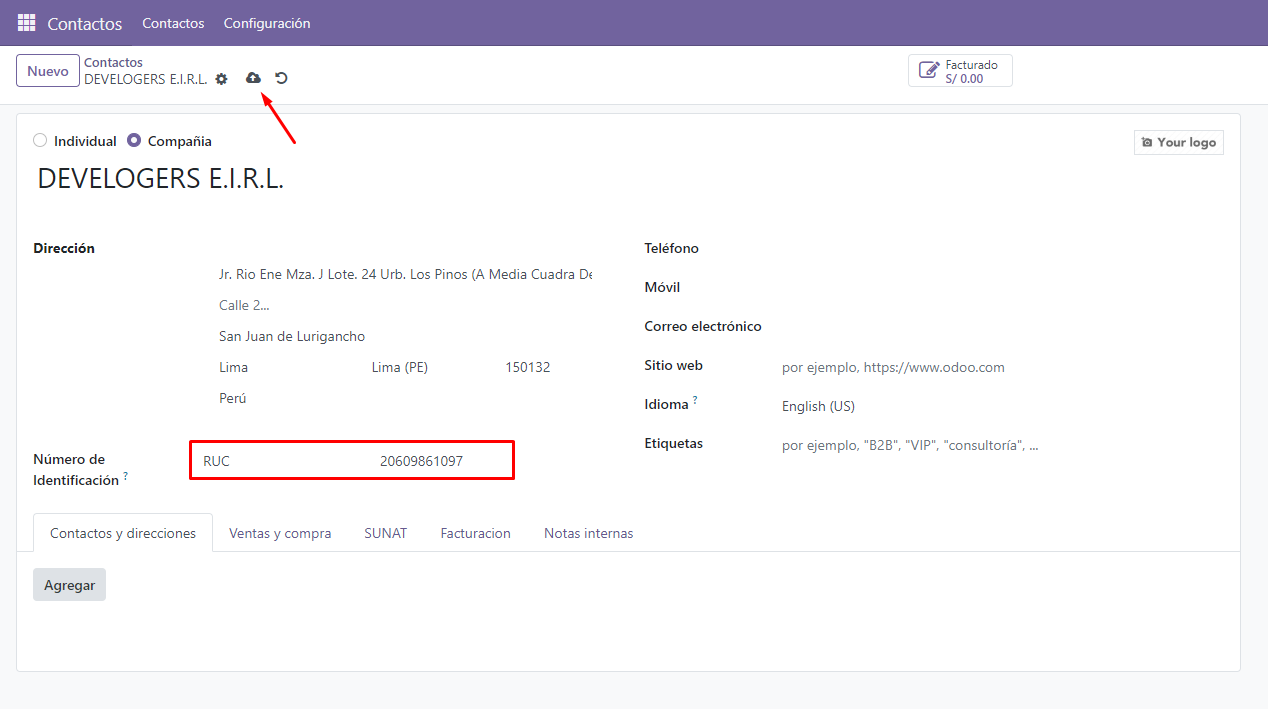 Contactos Contactos Configuración
Nuevo
Contactos
DEVELOGERS E.I.R.L.
Facturado
S/ 0.00
Individual Compañia
Your logo
DEVELOGERS E.I.R.L.
Dirección
Jr. Rio Ene Mza. J Lote. 24 Urb. Los Pinos (A Media Cuadra De
Calle 2...
San Juan de Lurigancho
Lima Lima (PE) 150132
Perú
Número de
Identificación ?
RUC 20609861097
Teléfono
Móvil
Correo electrónico
Sitio web por ejemplo, https://www.odoo.com
Idioma ? English (US)
Etiquetas por ejemplo, "B2B", "VIP", "consultoría", ...
Contactos y direcciones Ventas y compra SUNAT Facturacion Notas internas
Agregar